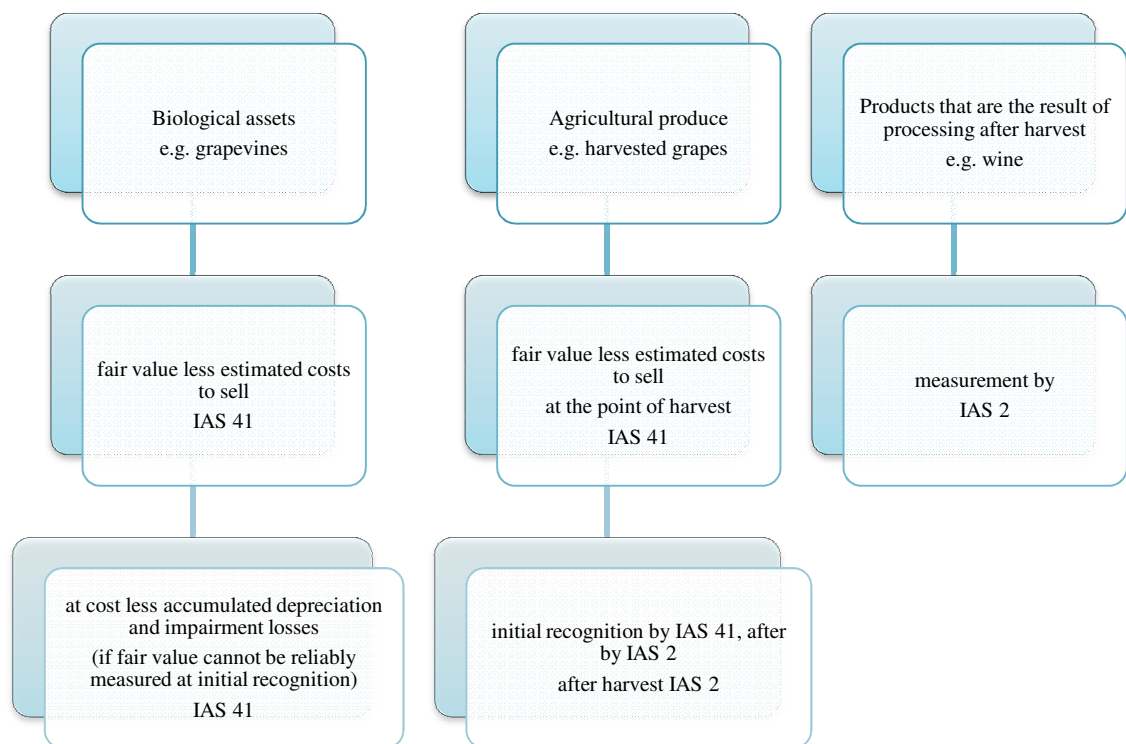 Biological assets
e.g. grapevines
Agricultural produce
e.g. harvested grapes
Products that are the result of
processing after harvest
e.g. wine
fair value less estimated costs
to sell
IAS 41
fair value less estimated costs
to sell
at the point of harvest
IAS 41
measurement by
IAS 2
at cost less accumulated depreciation
and impairment losses
(if fair value cannot be reliably
measured at initial recognition)
IAS 41
initial recognition by IAS 41, after
by IAS 2
after harvest IAS 2